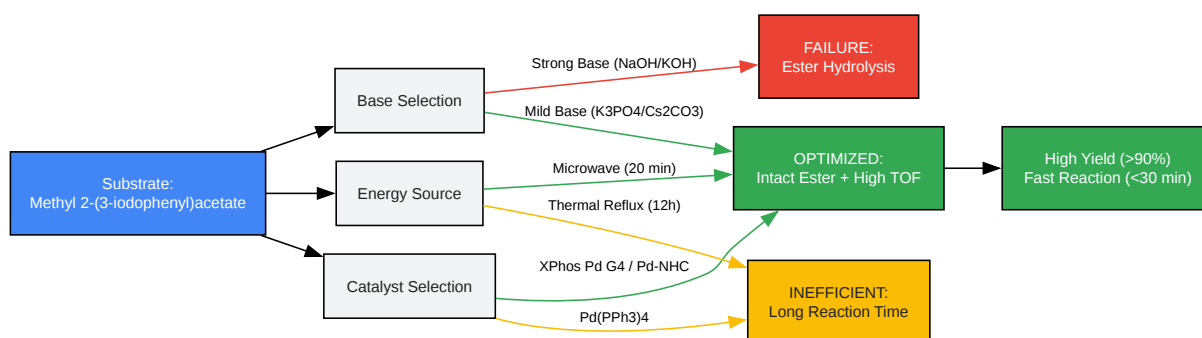 FAILURE:
Ester Hydrolysis
Strong Base (NaOH/KOH)
Base Selection
Mild Base (K3PO4/Cs2CO3)
Substrate:
Methyl 2-(3-iodophenyl)acetate
Energy Source
Microwave (20 min)
OPTIMIZED:
Intact Ester + High TOF
High Yield (>90%)
Fast Reaction (<30 min)
Thermal Reflux (12h)
Catalyst Selection
XPhos Pd G4 / Pd-NHC
Pd(PPh3)4
INEFFICIENT:
Long Reaction Time